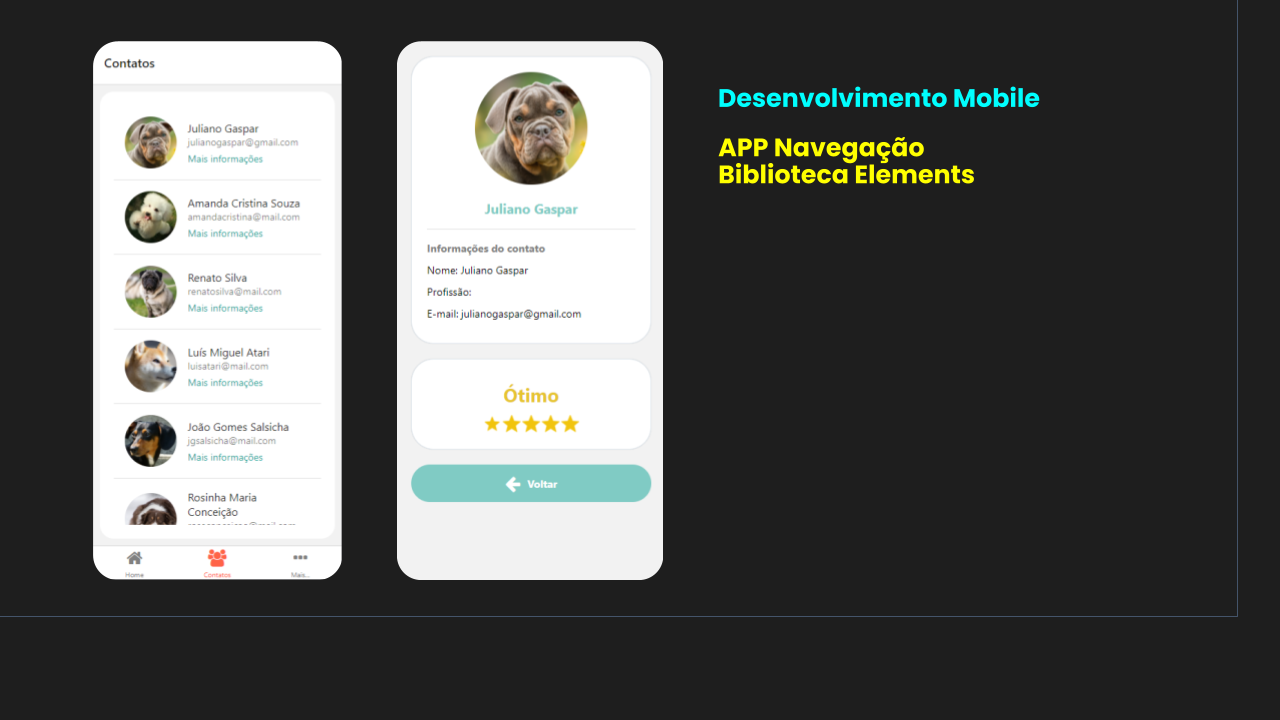 Contatos
Juliano Gaspar
julianogaspar@gmail.com
Mais informações
Amanda Cristina Souza
amandacristina@mail.com
Mais informações
Renato Silva
renatosilva@mail.com
Mais informações
Luís Miguel Atari
luisatari@mail.com
Mais informações
João Gomes Salsicha
jgsalsicha@mail.com
Mais informações
Rosinha Maria
Conceição
Home
Contatos
Mais...
Juliano Gaspar
Informações do contato
Nome: Juliano Gaspar
Profissão:
E-mail: julianogaspar@gmail.com
Ótimo
Voltar
Desenvolvimento Mobile
APP Navegação
Biblioteca Elements